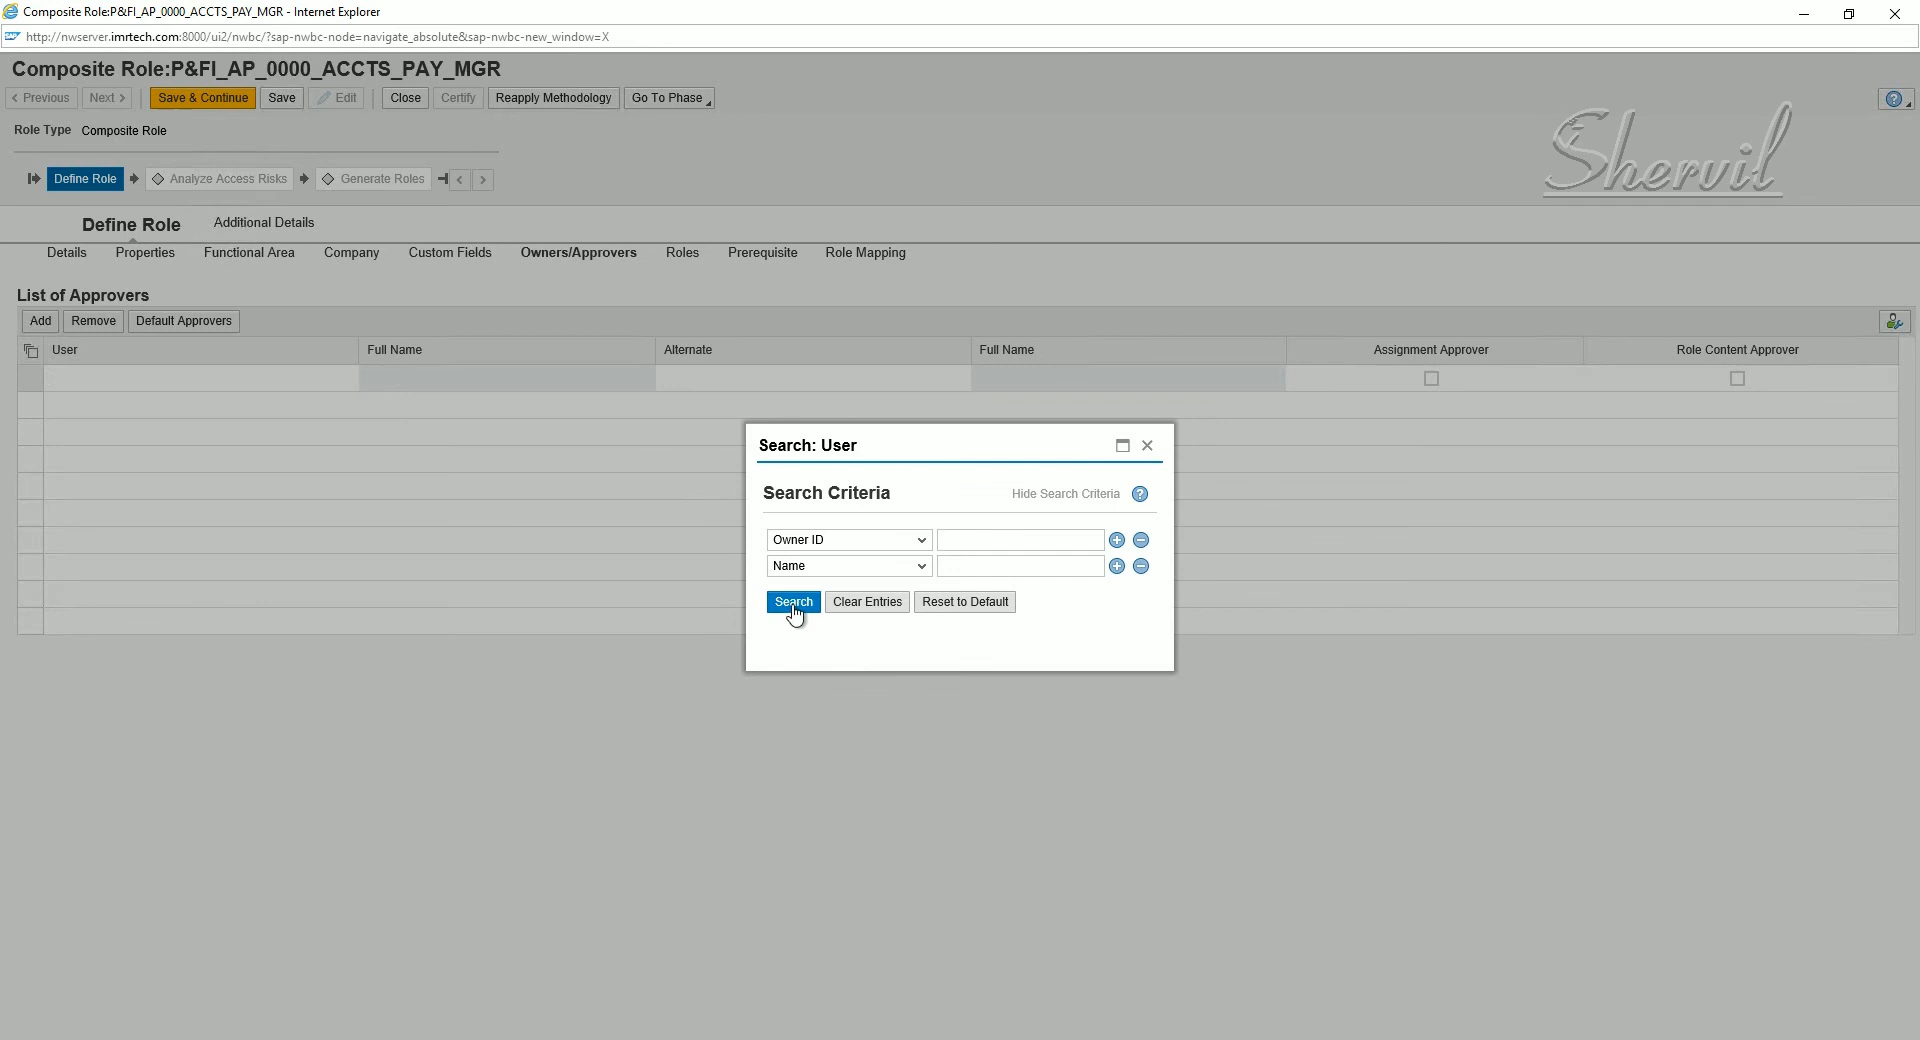 Composite Role:P&FI_AP_0000_ACCTS_PAY_MGR - Internet Explorer
http://nwserver.imrtech.com:8000/ui2/nwbc/?sap-nwbc-node=navigate_absolute&sap-nwbc-new_window=X
Composite Role:P&FI_AP_0000_ACCTS_PAY_MGR
Previous Next Save & Continue Save Edit Close Certify Reapply Methodology Go To Phase
Role Type Composite Role
Shervil
Define Role Analyze Access Risks Generate Roles
Define Role Additional Details
Details Properties Functional Area Company Custom Fields Owners/Approvers Roles Prerequisite Role Mapping
List of Approvers
Add Remove Default Approvers
User Full Name Alternate Full Name Assignment Approver Role Content Approver
Search: User
Search Criteria Hide Search Criteria
Owner ID
Name
Search Clear Entries Reset to Default